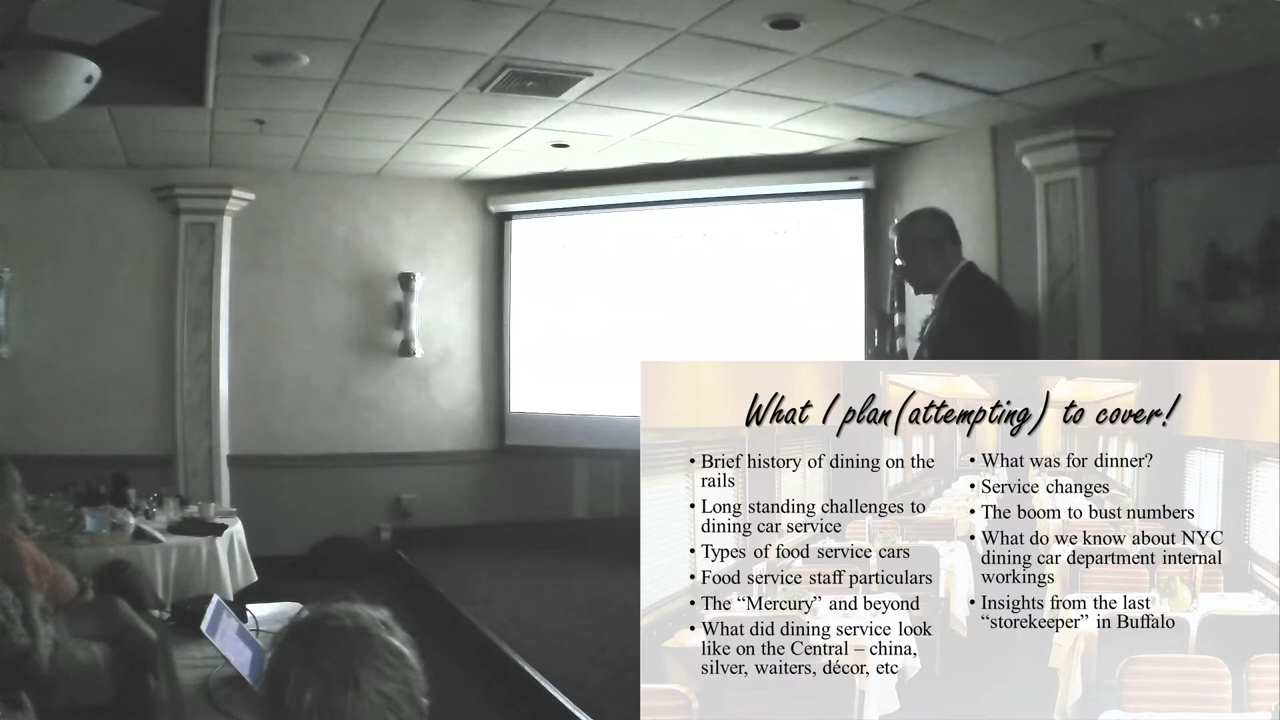 What I plan(attempting) to cover!
• Brief history of dining on the
rails
• Long standing challenges to
dining car service
• Types of food service cars
• Food service staff particulars
• The “Mercury” and beyond
• What did dining service look
like on the Central – china,
silver, waiters, décor, etc
• What was for dinner?
• Service changes
• The boom to bust numbers
• What do we know about NYC
dining car department internal
workings
• Insights from the last
“storekeeper” in Buffalo